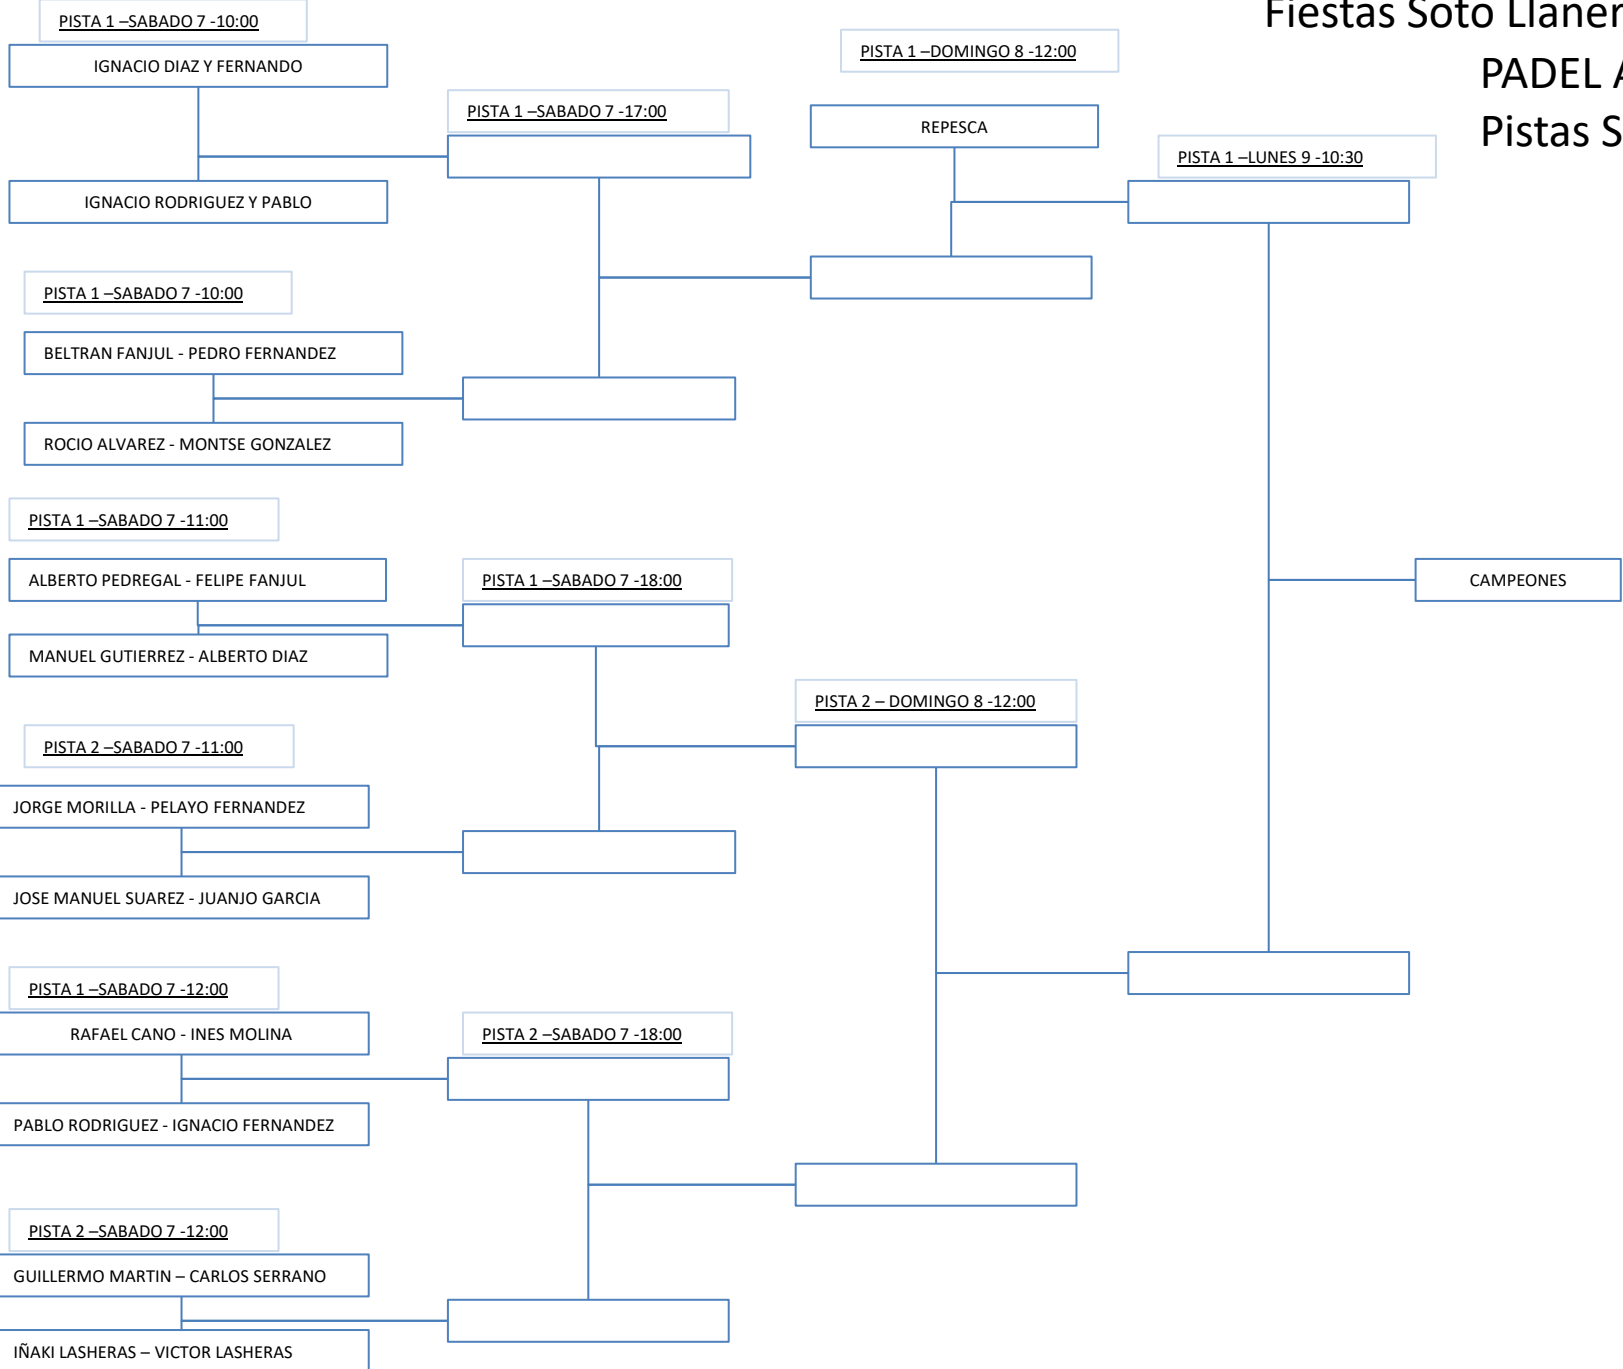 Fiestas Soto Llaner
PADEL A
Pistas S
PISTA 1 –SABADO 7 -10:00
IGNACIO DIAZ Y FERNANDO
IGNACIO RODRIGUEZ Y PABLO
PISTA 1 –SABADO 7 -10:00
BELTRAN FANJUL - PEDRO FERNANDEZ
ROCIO ALVAREZ - MONTSE GONZALEZ
PISTA 1 –SABADO 7 -11:00
ALBERTO PEDREGAL - FELIPE FANJUL
MANUEL GUTIERREZ - ALBERTO DIAZ
PISTA 2 –SABADO 7 -11:00
JORGE MORILLA - PELAYO FERNANDEZ
JOSE MANUEL SUAREZ - JUANJO GARCIA
PISTA 1 –SABADO 7 -12:00
RAFAEL CANO - INES MOLINA
PABLO RODRIGUEZ - IGNACIO FERNANDEZ
PISTA 2 –SABADO 7 -12:00
GUILLERMO MARTIN – CARLOS SERRANO
IÑAKI LASHERAS – VICTOR LASHERAS
PISTA 1 –SABADO 7 -17:00
PISTA 1 –SABADO 7 -18:00
PISTA 2 –SABADO 7 -18:00
PISTA 1 –DOMINGO 8 -12:00
REPESCA
PISTA 2 – DOMINGO 8 -12:00
PISTA 1 –LUNES 9 -10:30
CAMPEONES